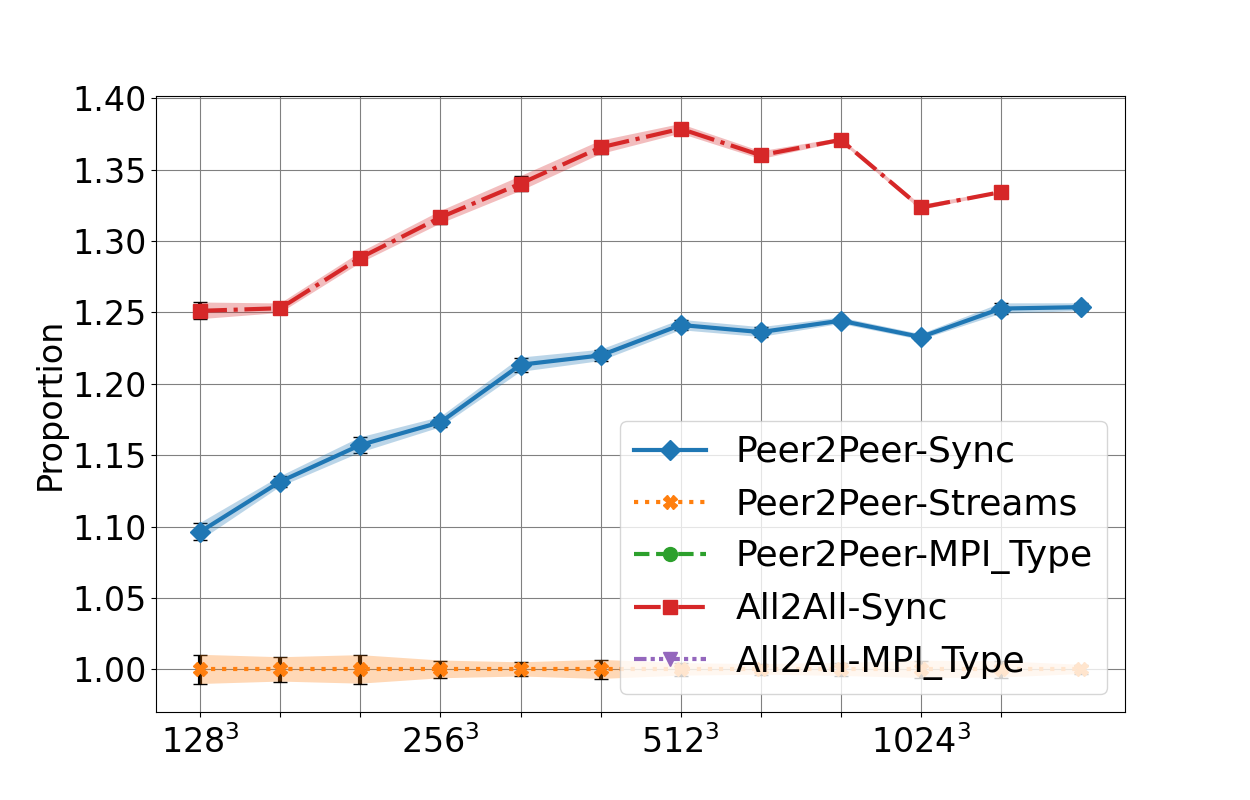 1.40
1.35
1.30
1.25
1.20
1.15
1.10
1.05
1.00
Proportion
Peer2Peer-Sync
Peer2Peer-Streams
Peer2Peer-MPI_Type
All2All-Sync
All2All-MPI_Type
128³ 256³ 512³ 1024³